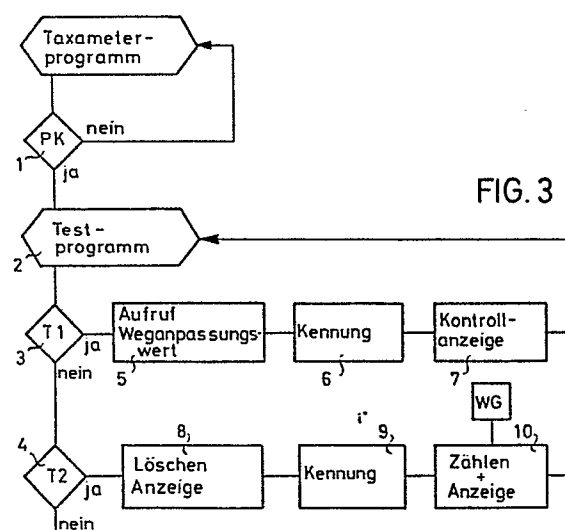 Taxameter-
programm
nein
PK
1
ja
FIG. 3
Test-
programm
2
T1
3
ja
nein
Aufruf
Weganpassungs-
wert
5
Kennung
6
Kontroll-
anzeige
7
WG
4
T2
ja
nein
8
Löschen
Anzeige
9
Kennung
10
Zählen
+
Anzeige